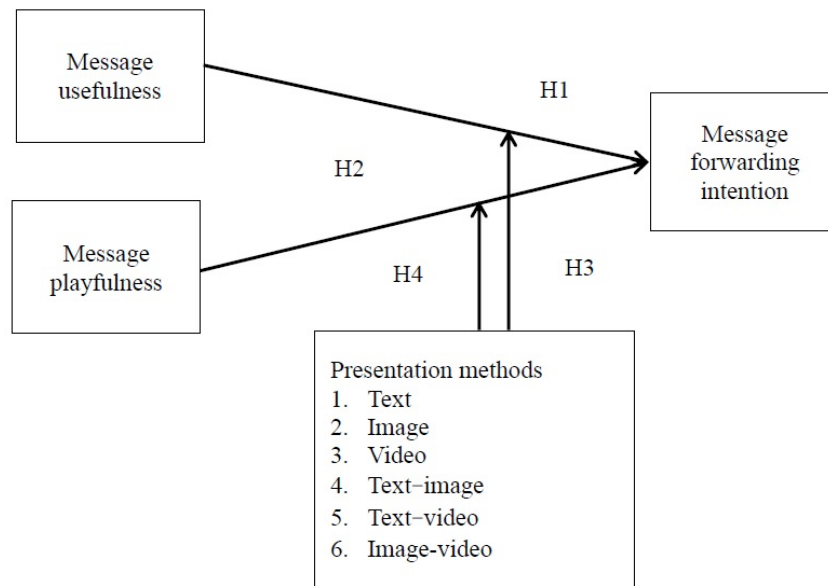 Message
usefulness
H1
Message
forwarding
intention
H2
Message
playfulness
H4
H3
Presentation methods
1. Text
2. Image
3. Video
4. Text−image
5. Text−video
6. Image-video